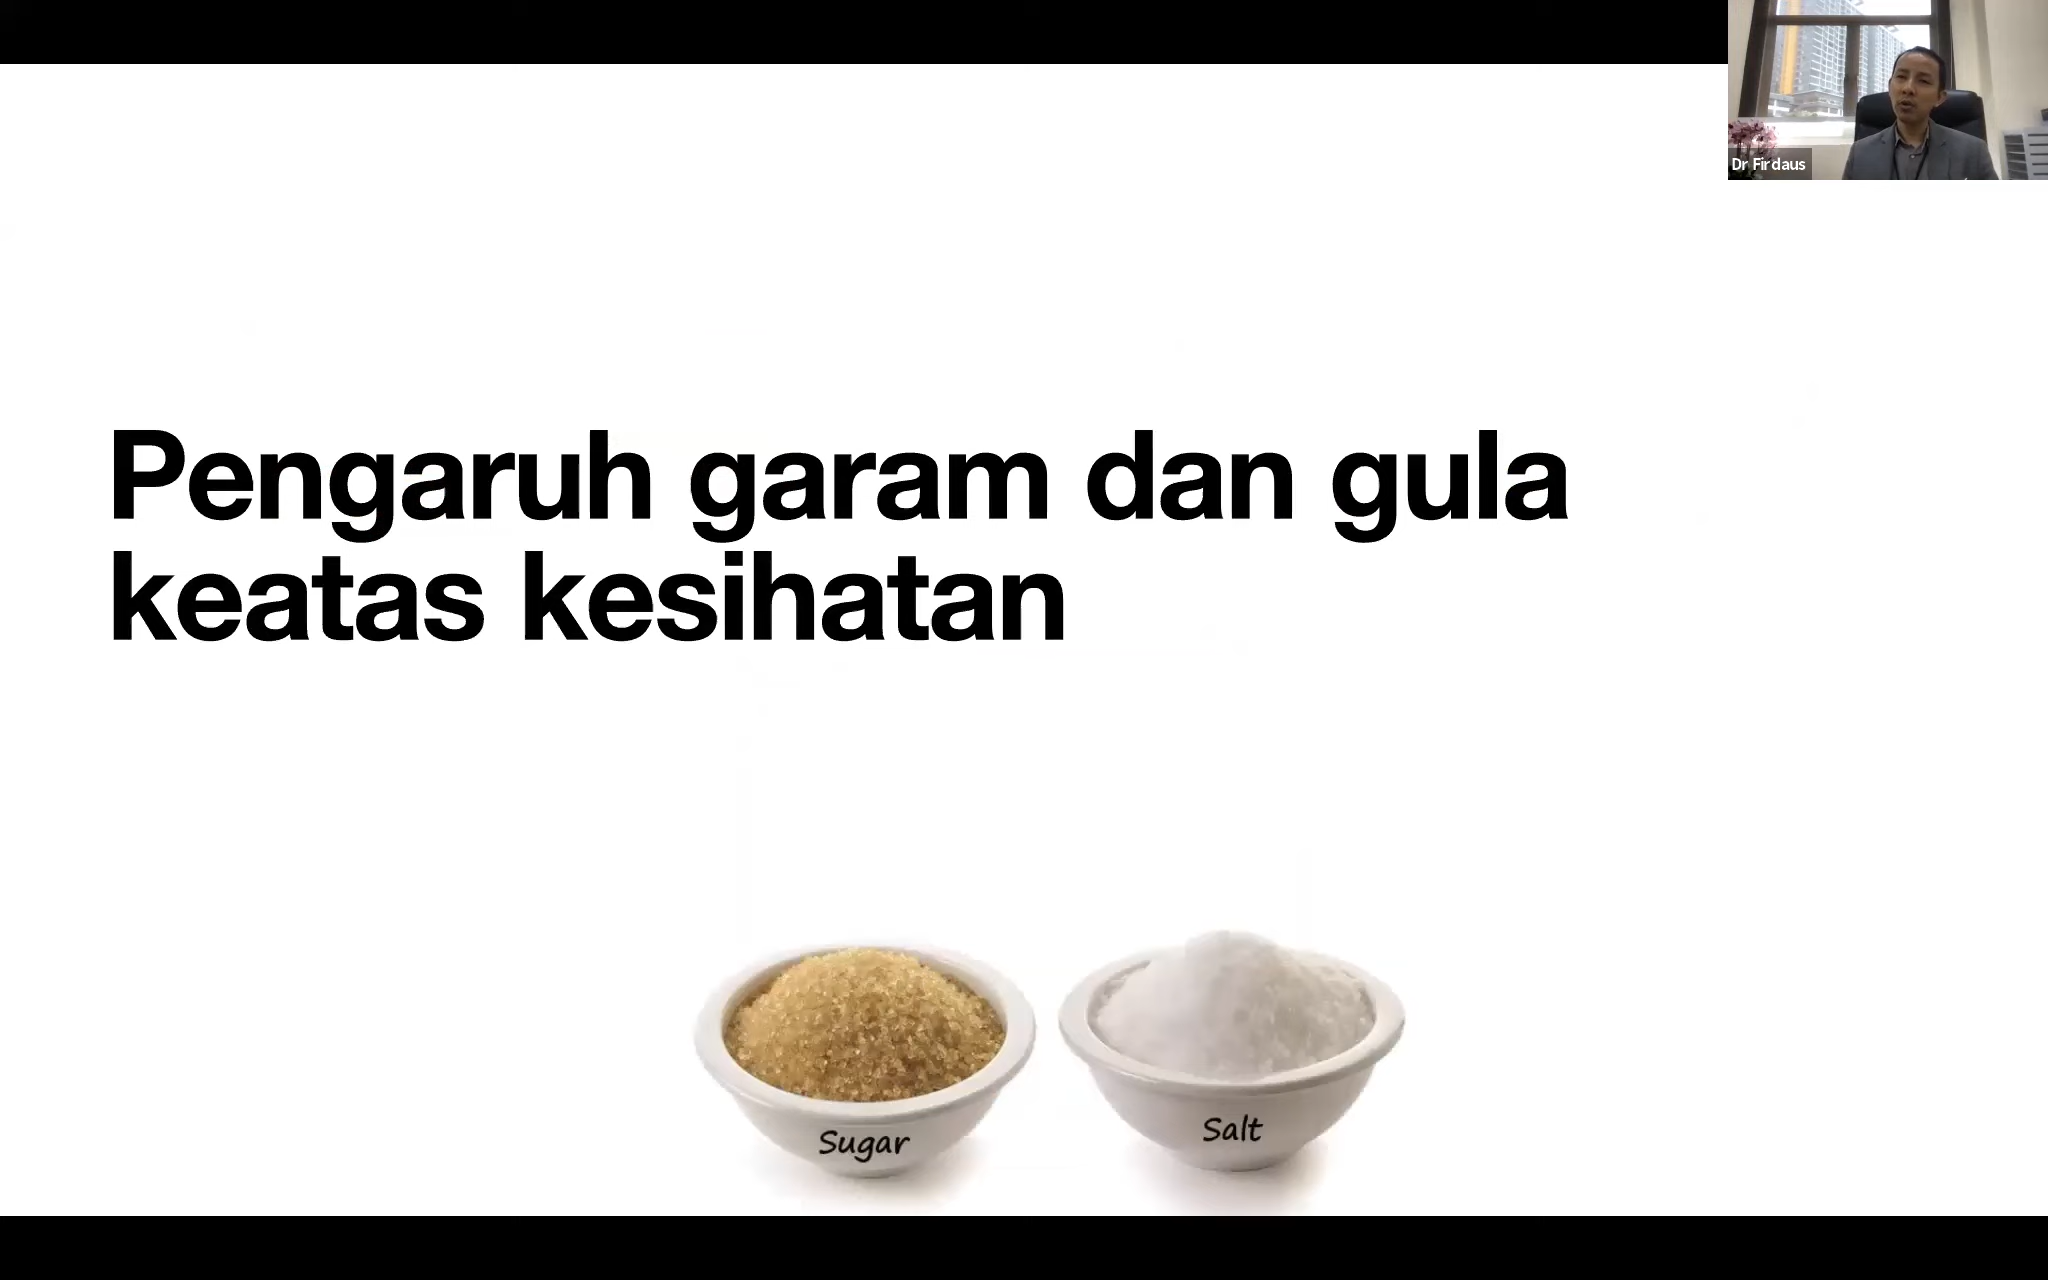 Dr Firdaus
Pengaruh garam dan gula
keatas kesihatan
Sugar
Salt